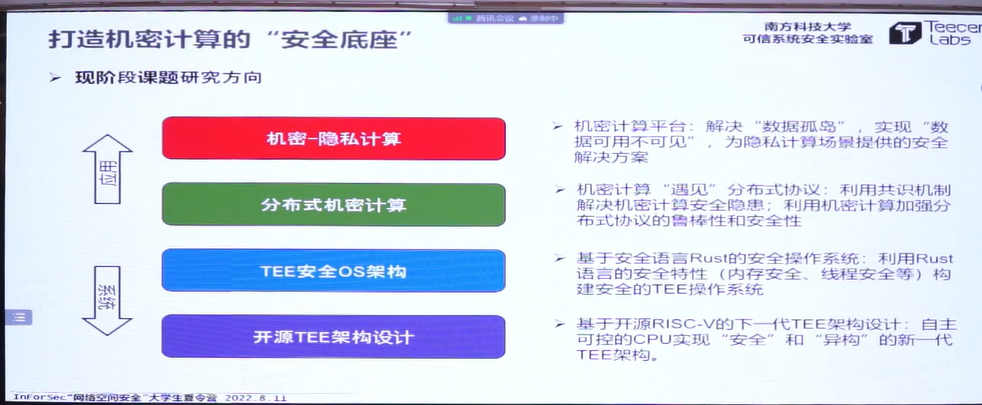 腾讯会议 录制中
打造机密计算的“安全底座”
南方科技大学
可信系统安全实验室
Teecer
Labs
现阶段课题研究方向
应用
机密-隐私计算
机密计算平台：解决“数据孤岛”，实现“数
据可用不可见”，为隐私计算场景提供的安全
解决方案
分布式机密计算
机密计算“遇见”分布式协议：利用共识机制
解决机密计算安全隐患；利用机密计算加强分
布式协议的鲁棒性和安全性
系统
TEE安全OS架构
基于安全语言Rust的安全操作系统：利用Rust
语言的安全特性（内存安全、线程安全等）构
建安全的TEE操作系统
开源TEE架构设计
基于开源RISC-V的下一代TEE架构设计：自主
可控的CPU实现“安全”和“异构”的新一代
TEE架构。
InForSec“网络空间安全”大学生夏令营 2022.8.11